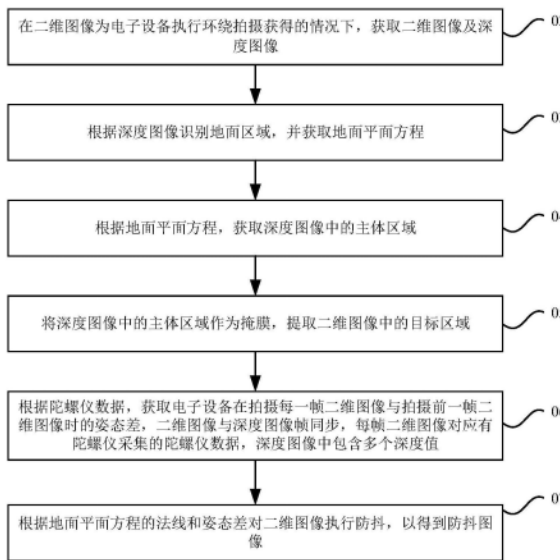 在二维图像为电子设备执行环绕拍摄获得的情况下，获取二维图像及深
度图像
根据深度图像识别地面区域，并获取地面平面方程
根据地面平面方程，获取深度图像中的主体区域
将深度图像中的主体区域作为掩膜，提取二维图像中的目标区域
根据陀螺仪数据，获取电子设备在拍摄每一帧二维图像与拍摄前一帧二
维图像时的姿态差，二维图像与深度图像帧同步，每帧二维图像对应有
陀螺仪采集的陀螺仪数据，深度图像中包含多个深度值
根据地面平面方程的法线和姿态差对二维图像执行防抖，以得到防抖图
像